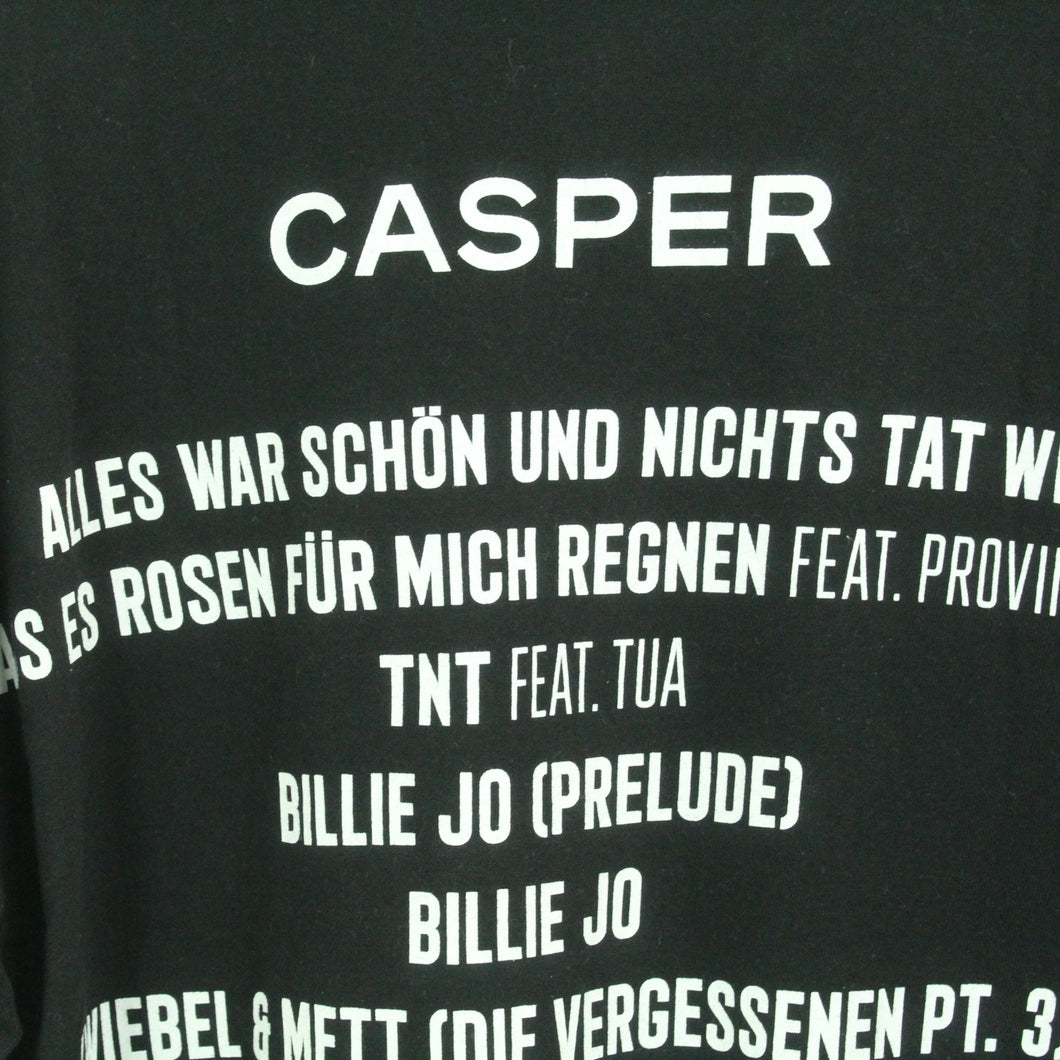 CASPER
ALLES WAR SCHÖN UND NICHTS TAT
ES ROSEN FÜR MICH REGNEN FEAT.
TNT FEAT. TUA
BILLIE JO (PRELUDE)
BILLIE JO
& METT (DIE VERGESSENEN PT. 3